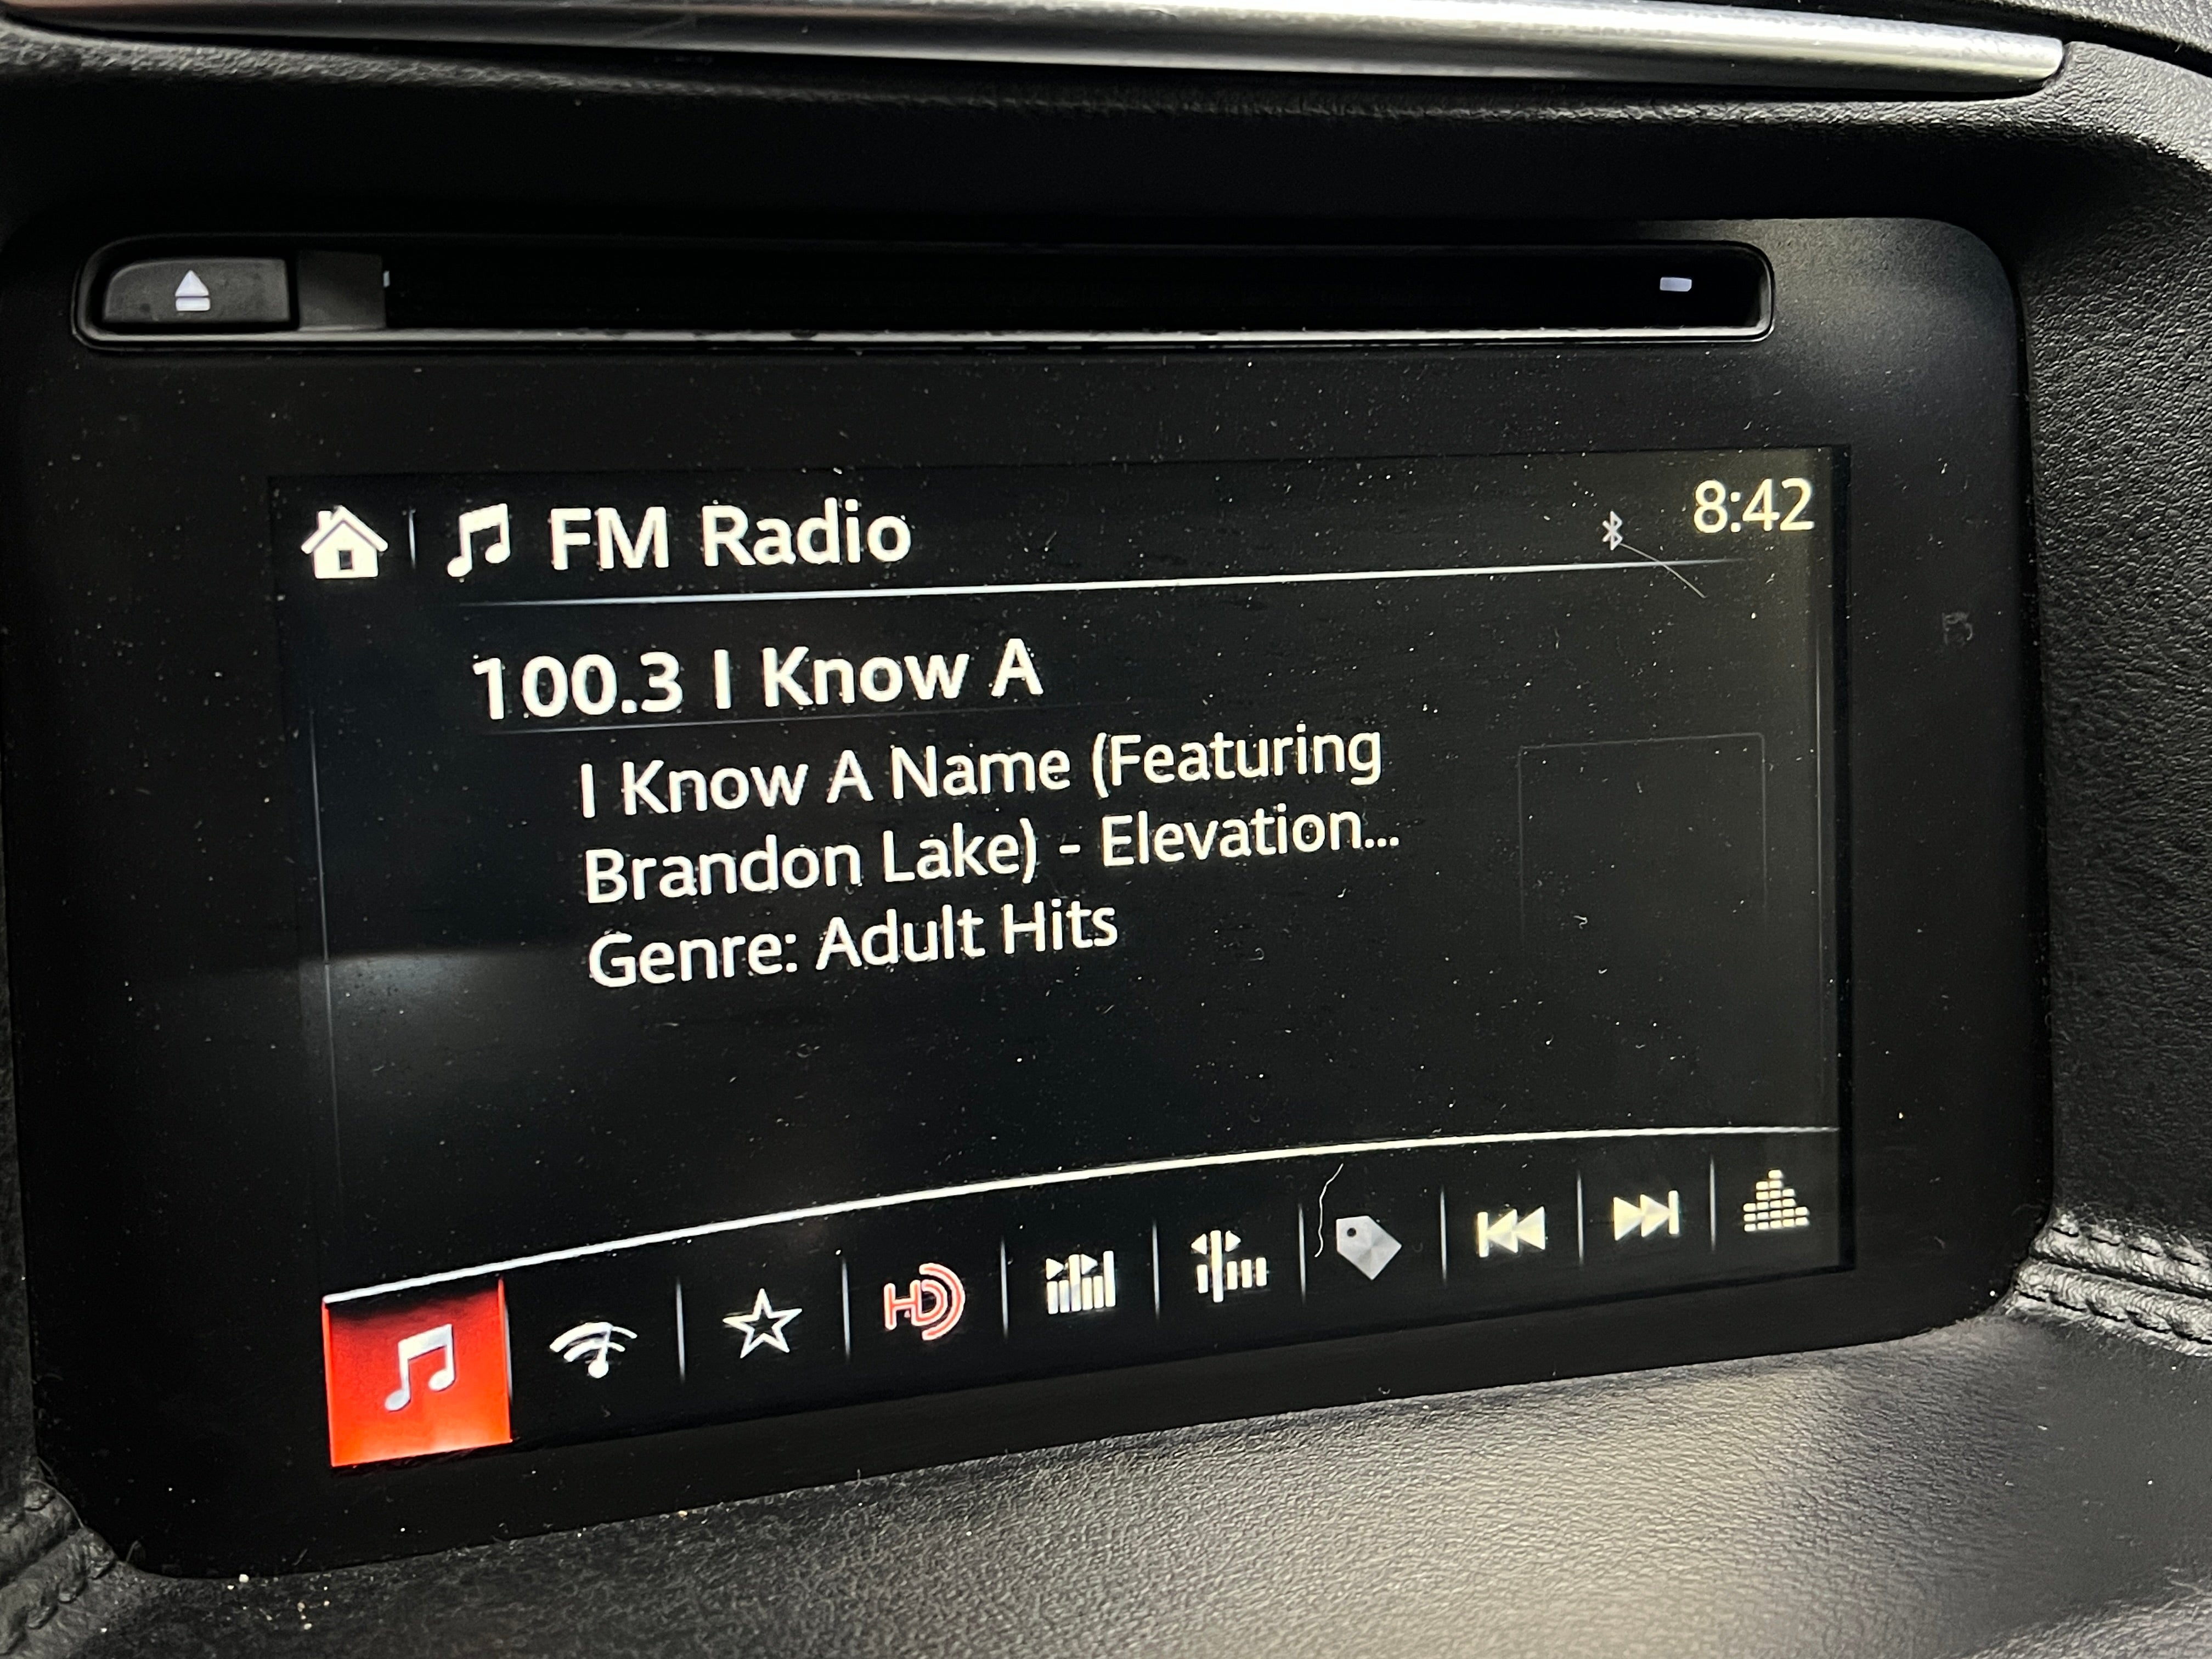 FM Radio
8:42
100.3 I Know A
I Know A Name (Featuring
Brandon Lake) - Elevation...
Genre: Adult Hits
HD